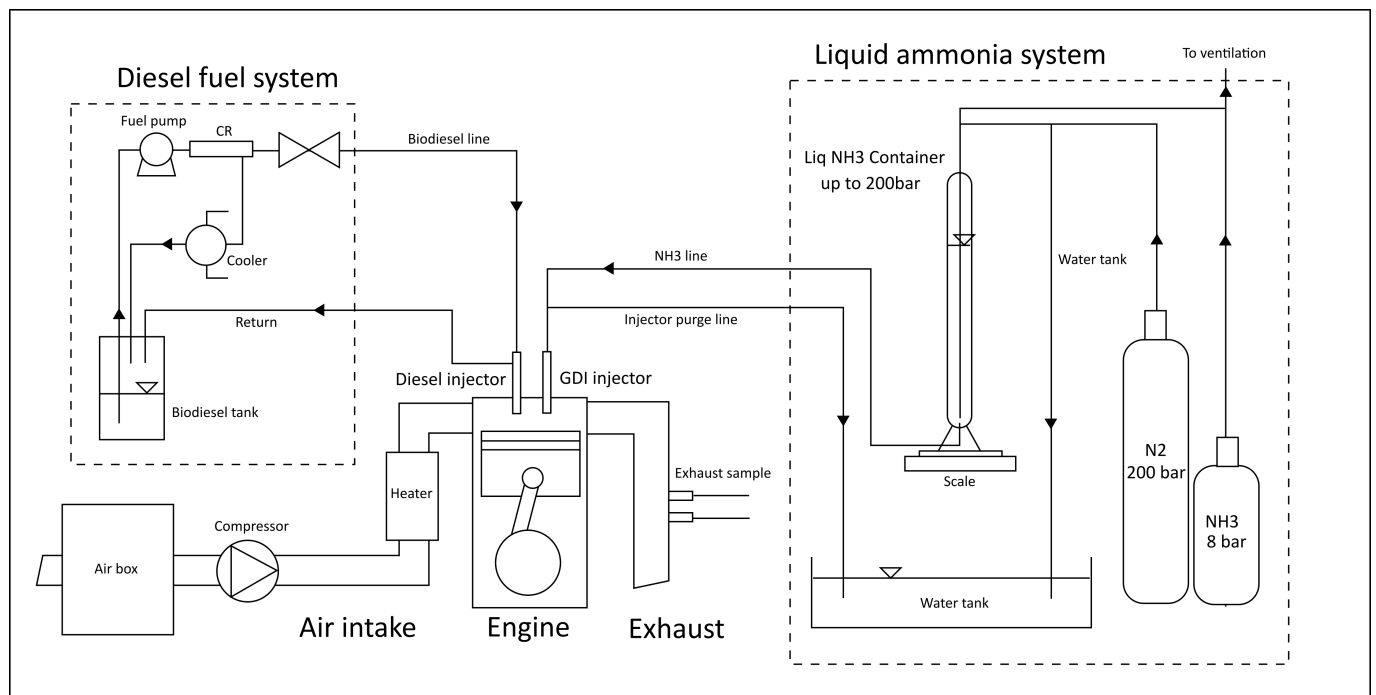 Diesel fuel system
Fuel pump
CR
Biodiesel line
Cooler
Return
Biodiesel tank
Diesel injector
GDI injector
NH3 line
Injector purge line
Liquid ammonia system
To ventilation
Liq NH3 Container
up to 200bar
Water tank
Scale
N2
200 bar
NH3
8 bar
Water tank
Exhaust sample
Heater
Compressor
Air box
Air intake
Engine
Exhaust